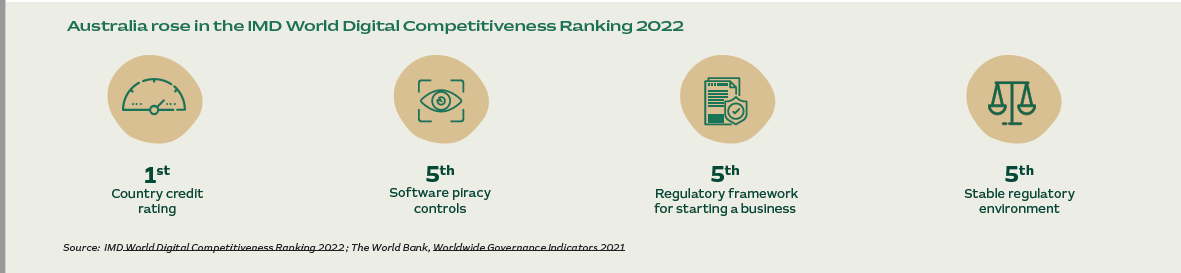 Australia rose in the IMD World Digital Competitiveness Ranking 2022
1st
Country credit
rating
5th
Software piracy
controls
5th
Regulatory framework
for starting a business
5th
Stable regulatory
environment
Source: IMD World Digital Competitiveness Ranking 2022; The World Bank, Worldwide Governance Indicators 2021